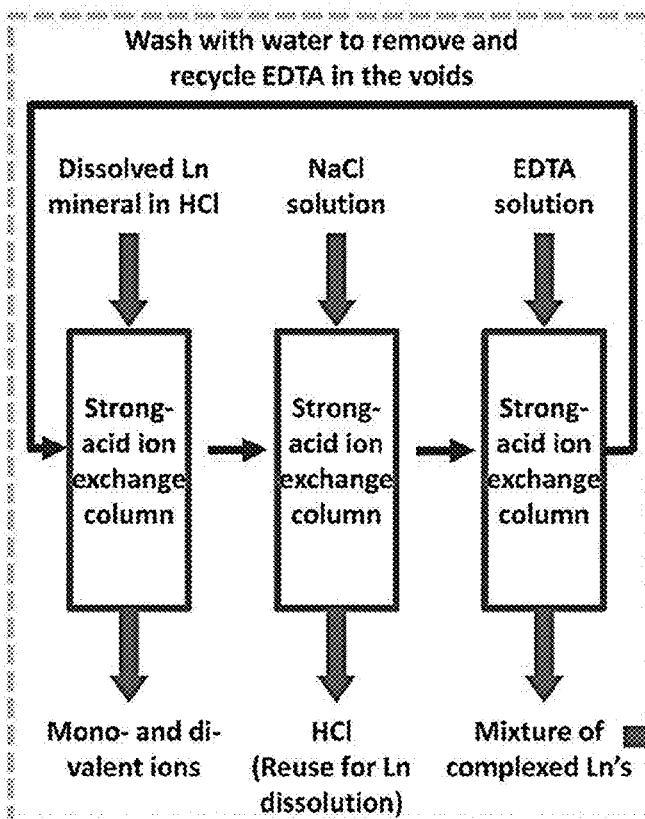 Wash with water to remove and
recycle EDTA in the voids
Dissolved Ln
mineral in HCl
NaCl
solution
EDTA
solution
Strong-
acid ion
exchange
column
Strong-
acid ion
exchange
column
Strong-
acid ion
exchange
column
Mono- and di-
valent ions
HCl
(Reuse for Ln
dissolution)
Mixture of
complexed Ln's